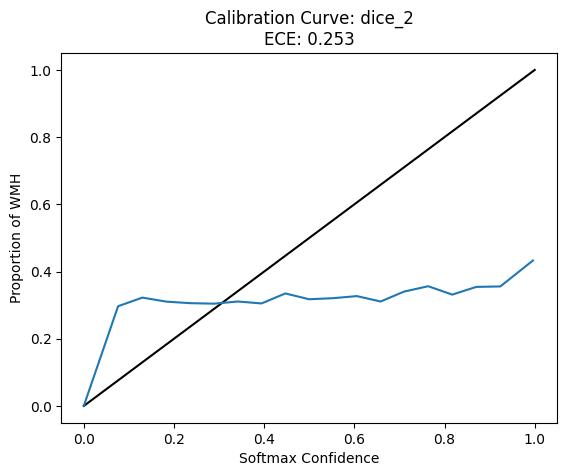 Calibration Curve: dice_2
ECE: 0.253
1.0
0.8
0.6
0.4
0.2
0.0
Proportion of WMH
0.0 0.2 0.4 0.6 0.8 1.0
Softmax Confidence